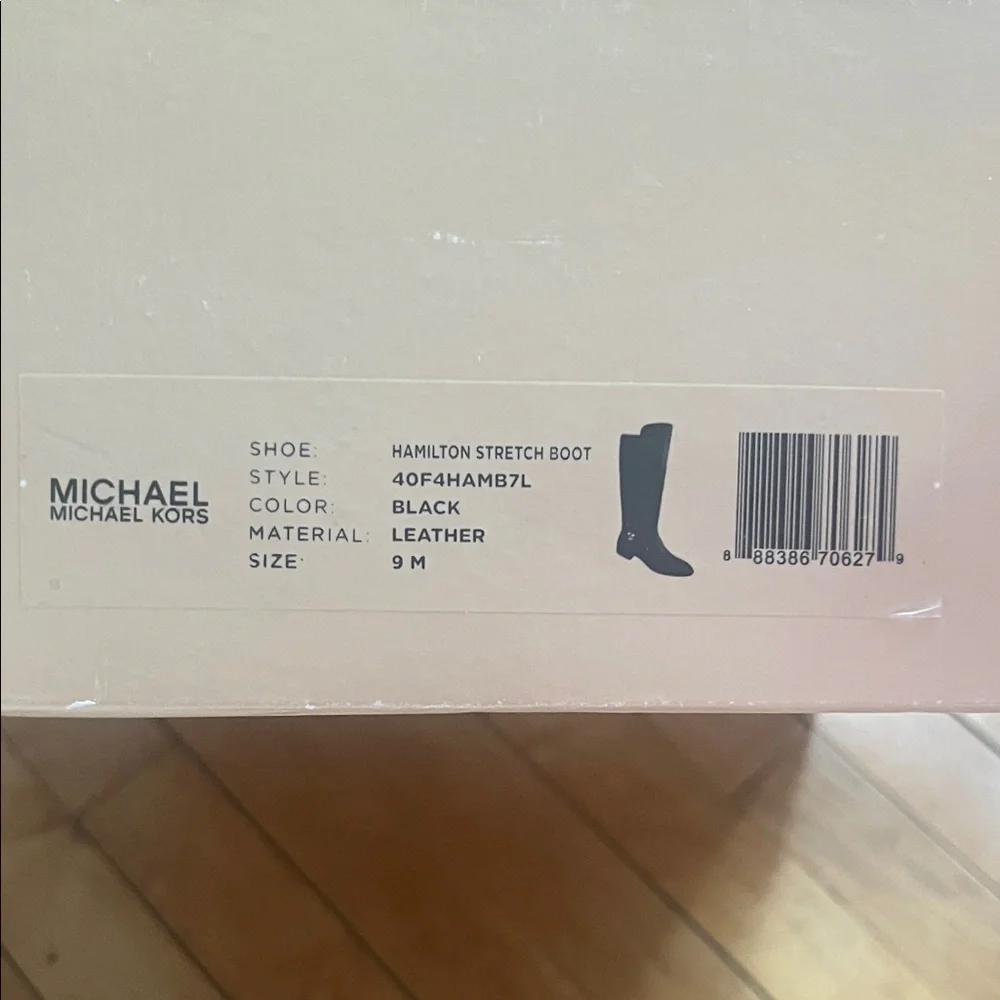 MICHAEL
MICHAEL KORS
SHOE: HAMILTON STRETCH BOOT
STYLE: 40F4HAMB7L
COLOR: BLACK
MATERIAL: LEATHER
SIZE: 9 M
8 88386 70627 9